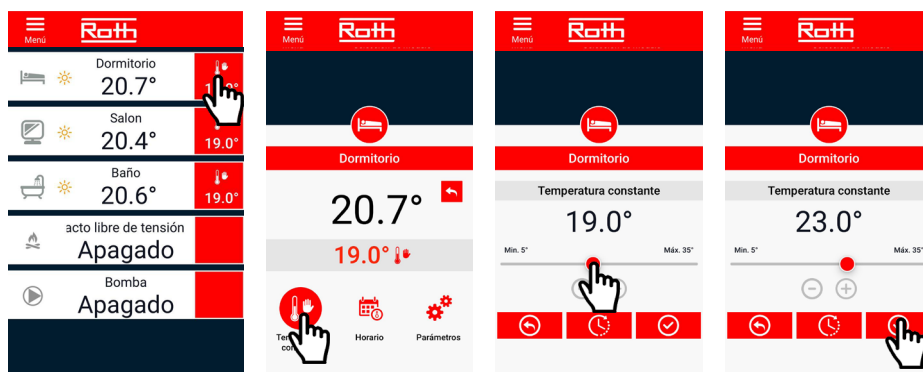 Menú
Roth
Dormitorio
20.7°
Salon
20.4°
19.0°
Baño
20.6°
19.0°
acto libre de tensión
Apagado
Bomba
Apagado
Menú
Roth
Dormitorio
20.7°
19.0°
Horario
Parámetros
Menú
Roth
Dormitorio
Temperatura constante
19.0°
Min. 5°
Máx. 35°
Menú
Roth
Dormitorio
Temperatura constante
23.0°
Min. 5°
Máx. 35°